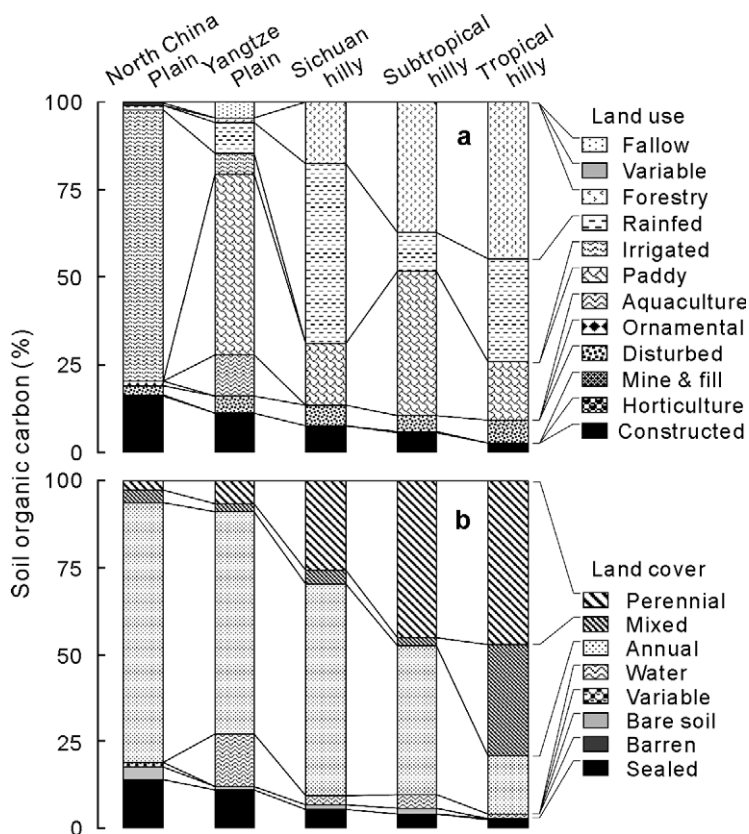 North China
Plain
Yangtze
Plain
Sichuan
hilly
Subtropical
hilly
Tropical
hilly
Soil organic carbon (%)
100
75
50
25
0
a
Land use
Fallow
Variable
Forestry
Rainfed
Irrigated
Paddy
Aquaculture
Ornamental
Disturbed
Mine & fill
Horticulture
Constructed
100
75
50
25
0
b
Land cover
Perennial
Mixed
Annual
Water
Variable
Bare soil
Barren
Sealed